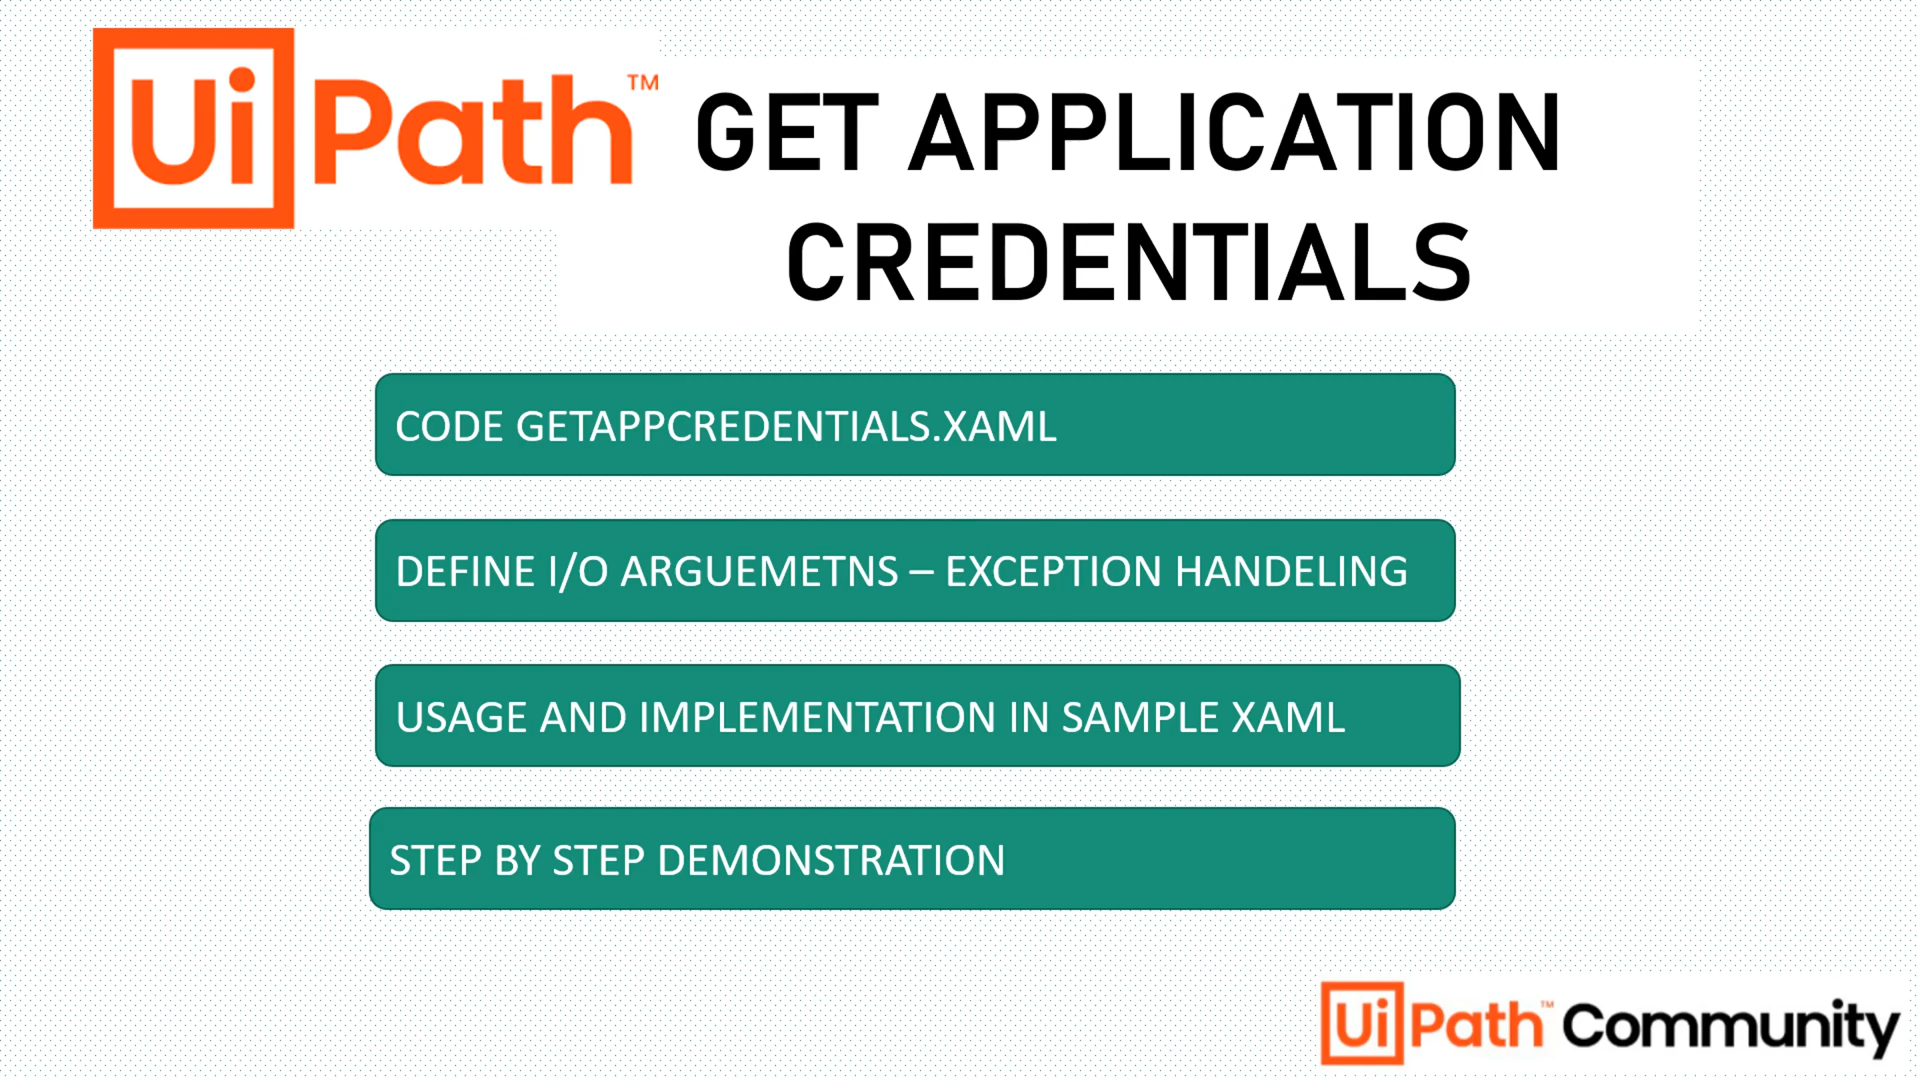 UiPath™
GET APPLICATION
CREDENTIALS
CODE GETAPPCREDENTIALS.XAML
DEFINE I/O ARGUEMETNS – EXCEPTION HANDELING
USAGE AND IMPLEMENTATION IN SAMPLE XAML
STEP BY STEP DEMONSTRATION
UiPath™ Community